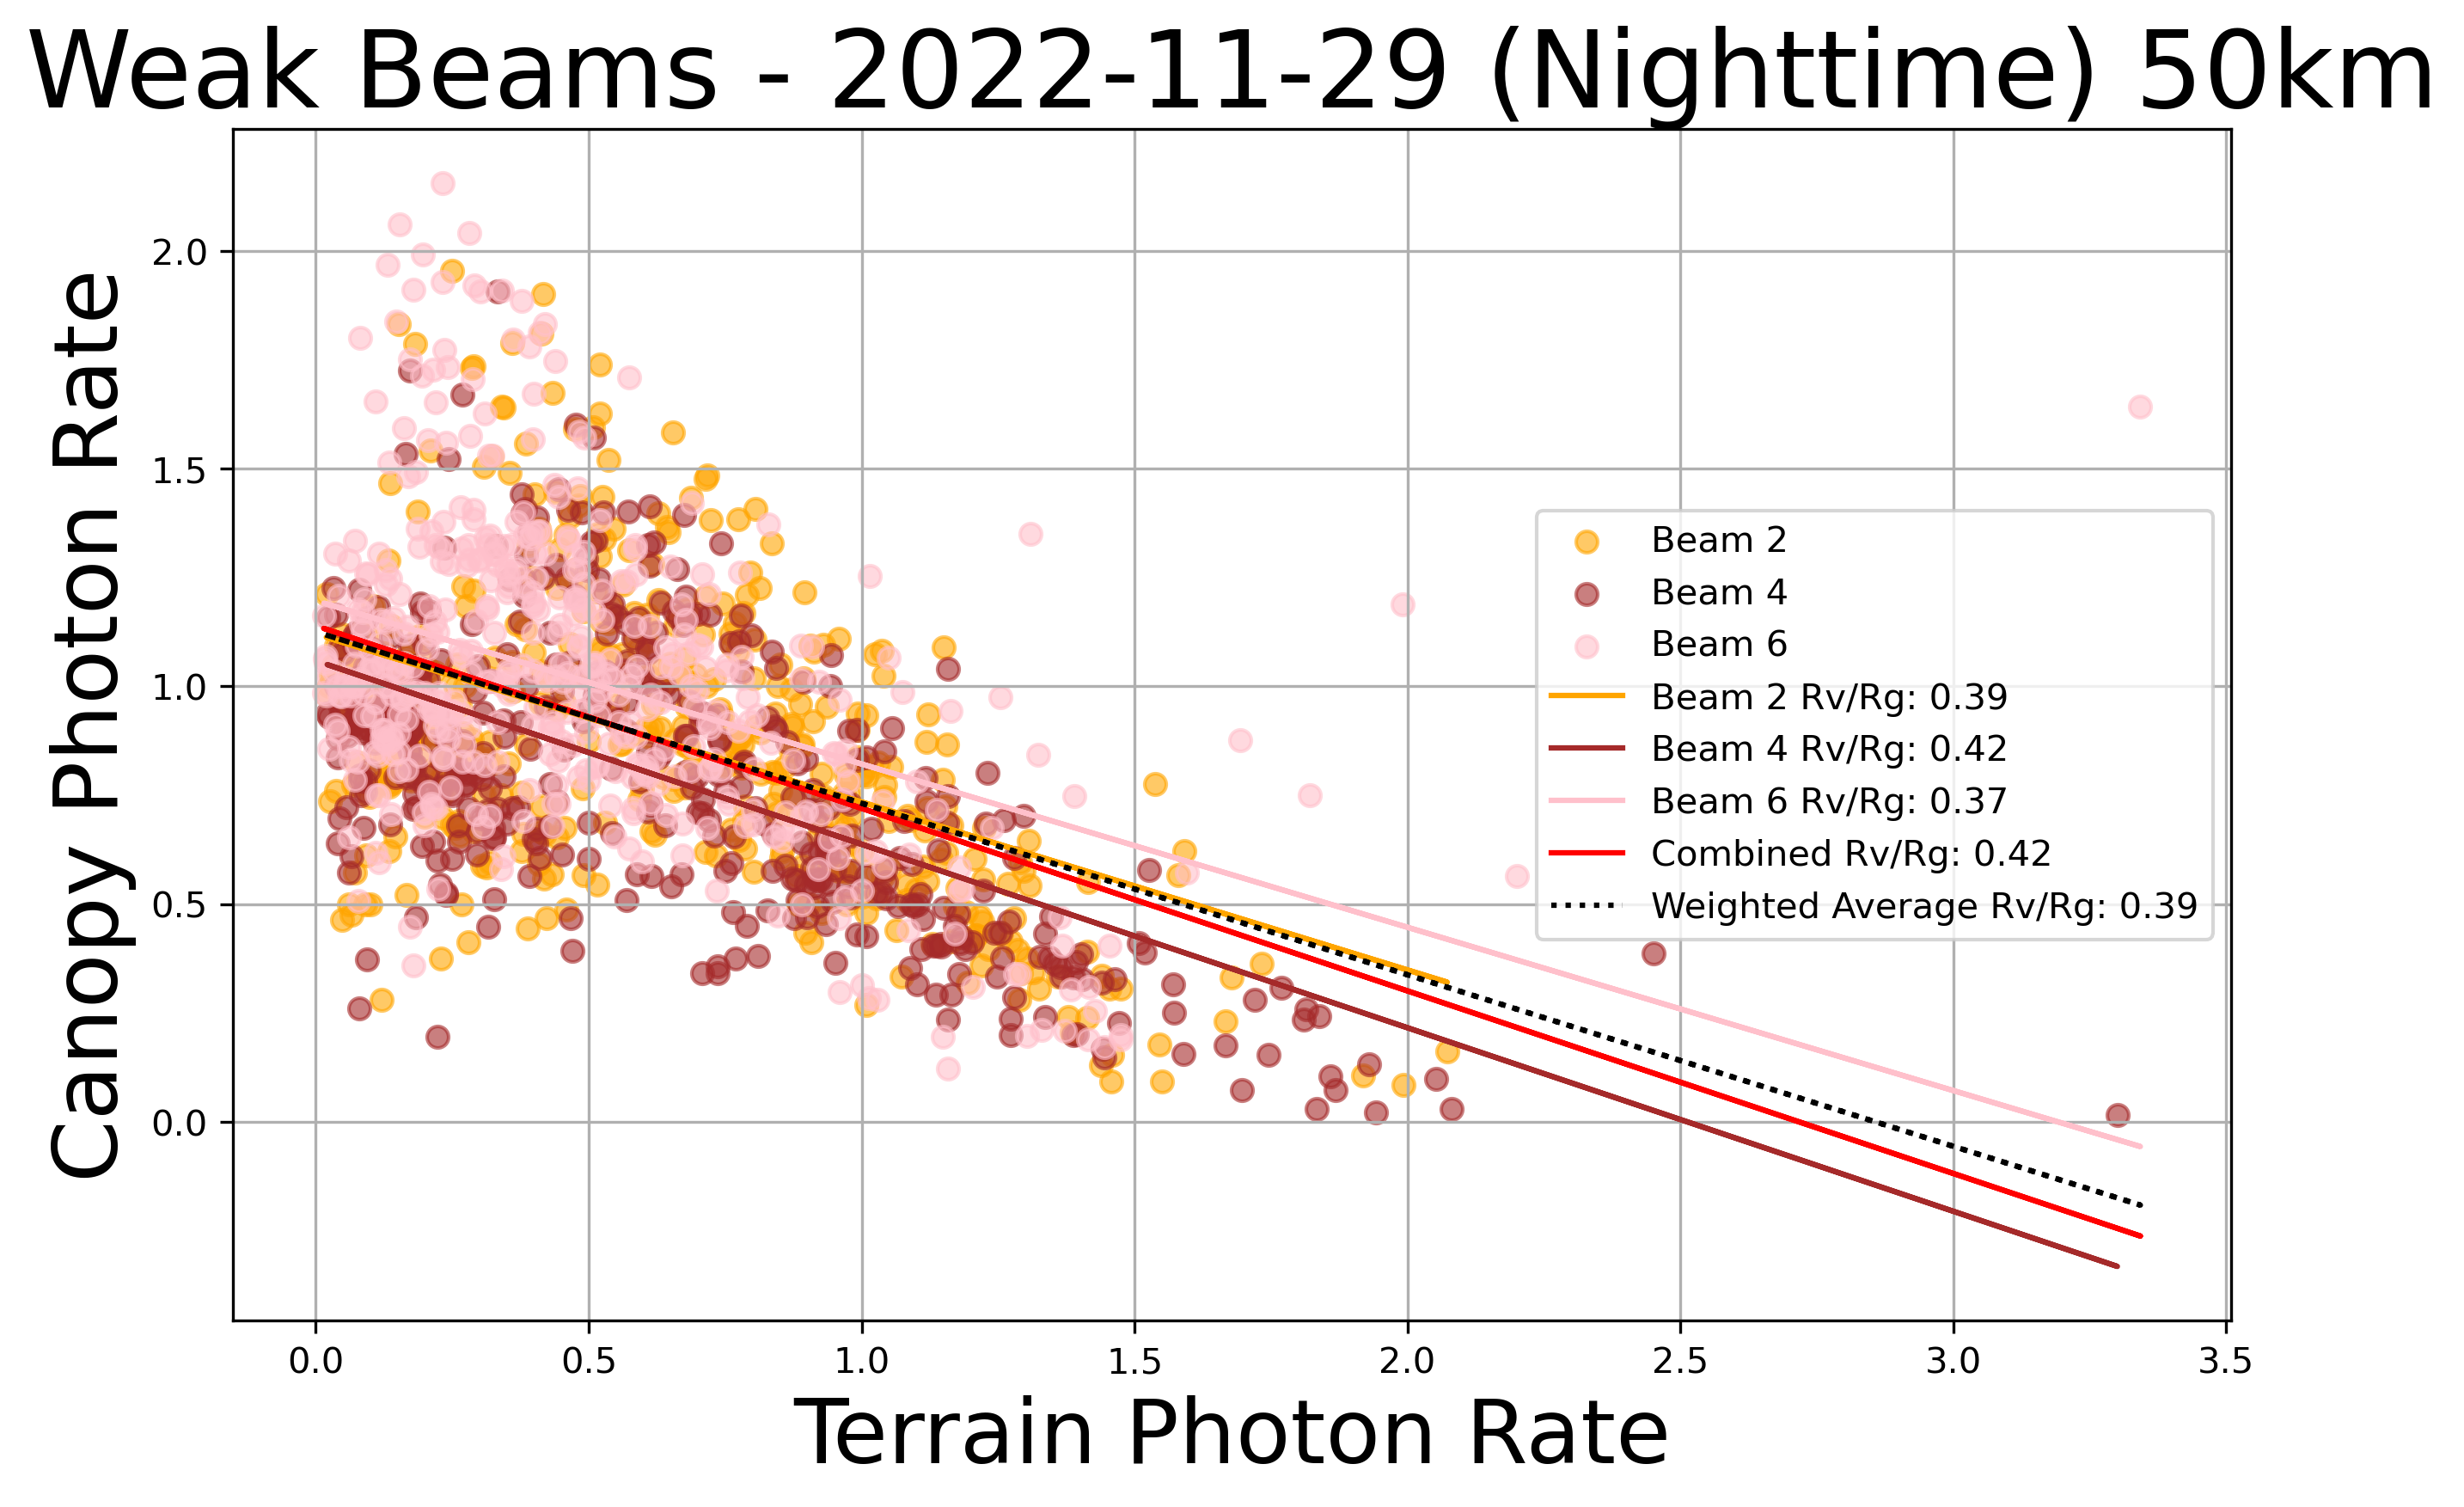 Weak Beams - 2022-11-29 (Nighttime) 50km
Canopy Photon Rate
2.0
1.5
1.0
0.5
0.0
Beam 2
Beam 4
Beam 6
Beam 2 Rv/Rg: 0.39
Beam 4 Rv/Rg: 0.42
Beam 6 Rv/Rg: 0.37
Combined Rv/Rg: 0.42
Weighted Average Rv/Rg: 0.39
0.0 0.5 1.0 1.5 2.0 2.5 3.0 3.5
Terrain Photon Rate